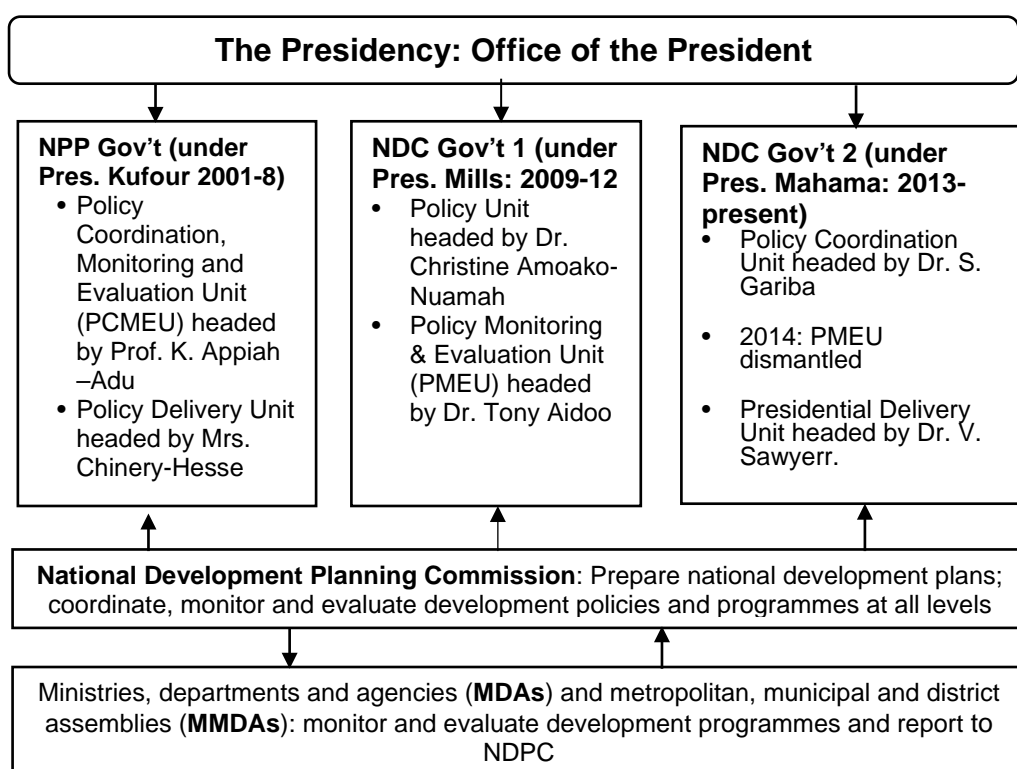 The Presidency: Office of the President
NPP Gov’t (under
Pres. Kufour 2001-8)
• Policy
Coordination,
Monitoring and
Evaluation Unit
(PCMEU) headed
by Prof. K. Appiah
–Adu
• Policy Delivery Unit
headed by Mrs.
Chinery-Hesse
NDC Gov’t 1 (under
Pres. Mills: 2009-12
• Policy Unit
headed by Dr.
Christine Amoako-
Nuamah
• Policy Monitoring
& Evaluation Unit
(PMEU) headed
by Dr. Tony Aidoo
NDC Gov’t 2 (under
Pres. Mahama: 2013-
present)
• Policy Coordination
Unit headed by Dr. S.
Gariba
• 2014: PMEU
dismantled
• Presidential Delivery
Unit headed by Dr. V.
Sawyerr.
National Development Planning Commission: Prepare national development plans;
coordinate, monitor and evaluate development policies and programmes at all levels
Ministries, departments and agencies (MDAs) and metropolitan, municipal and district
assemblies (MMDAs): monitor and evaluate development programmes and report to
NDPC